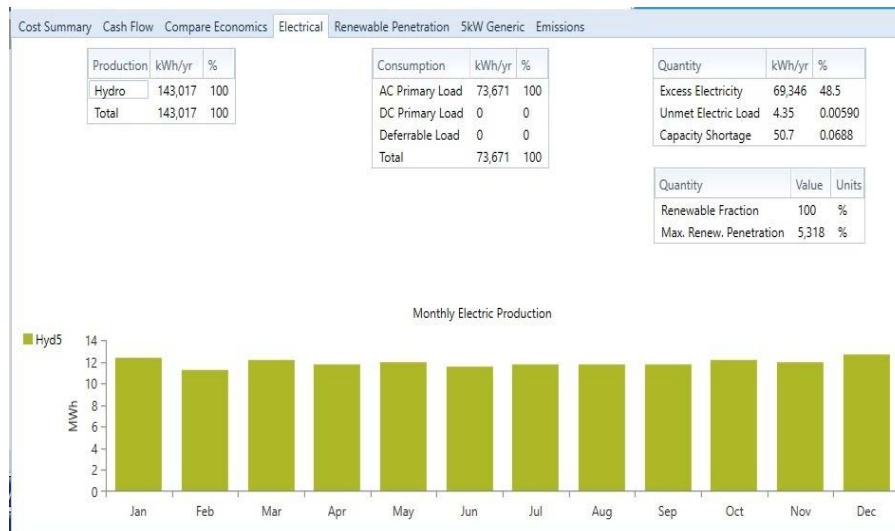 Cost Summary Cash Flow Compare Economics Electrical Renewable Penetration 5kW Generic Emissions
Production kWh/yr %
Hydro 143,017 100
Total 143,017 100
Consumption kWh/yr %
AC Primary Load 73,671 100
DC Primary Load 0 0
Deferrable Load 0 0
Total 73,671 100
Quantity kWh/yr %
Excess Electricity 69,346 48.5
Unmet Electric Load 4.35 0.00590
Capacity Shortage 50.7 0.0688
Quantity Value Units
Renewable Fraction 100 %
Max. Renew. Penetration 5,318 %
Monthly Electric Production
Hyd5
MWh
14
12
10
8
6
4
2
0
Jan Feb Mar Apr May Jun Jul Aug Sep Oct Nov Dec